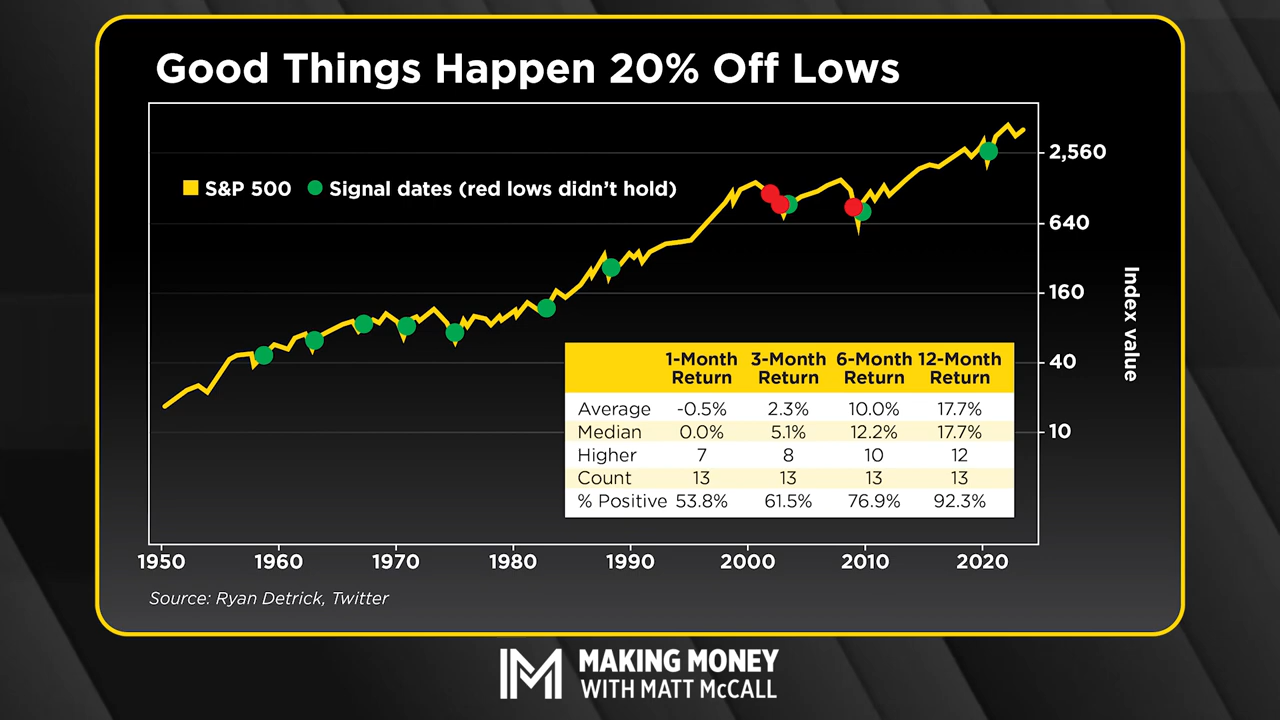 Good Things Happen 20% Off Lows
S&P 500 Signal dates (red lows didn't hold)
2,560
640
160
40
10
Index value
1-Month 3-Month 6-Month 12-Month
Return Return Return Return
Average -0.5% 2.3% 10.0% 17.7%
Median 0.0% 5.1% 12.2% 17.7%
Higher 7 8 10 12
Count 13 13 13 13
% Positive 53.8% 61.5% 76.9% 92.3%
1950 1960 1970 1980 1990 2000 2010 2020
Source: Ryan Detrick, Twitter
MAKING MONEY
WITH MATT McCALL